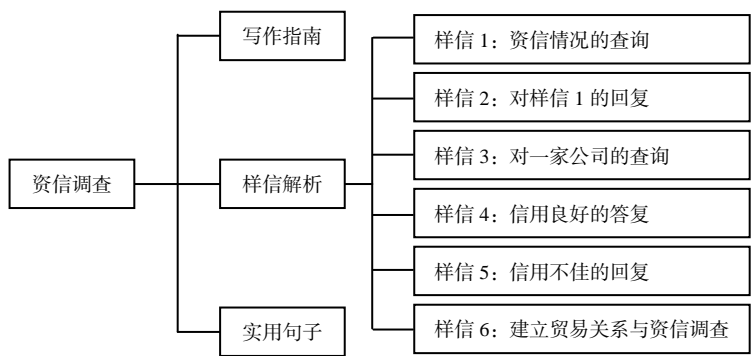 资信调查
写作指南
样信解析
实用句子
样信 1：资信情况的查询
样信 2：对样信 1 的回复
样信 3：对一家公司的查询
样信 4：信用良好的答复
样信 5：信用不佳的回复
样信 6：建立贸易关系与资信调查